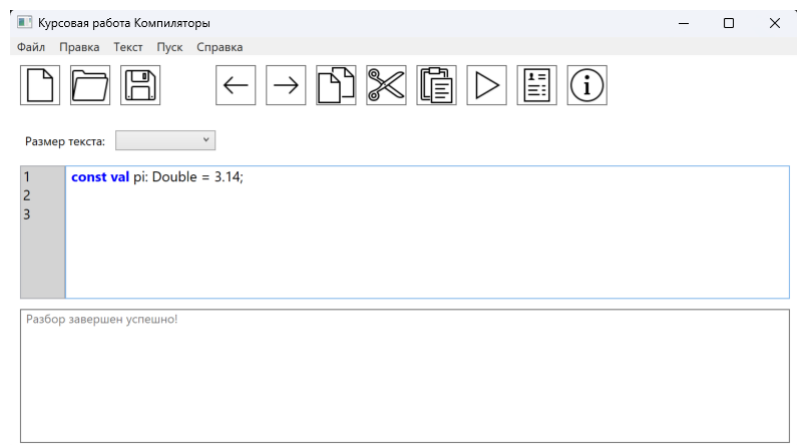 Курсовая работа Компиляторы
Файл Правка Текст Пуск Справка
Размер текста:
1 const val pi: Double = 3.14;
2
3
Разбор завершен успешно!